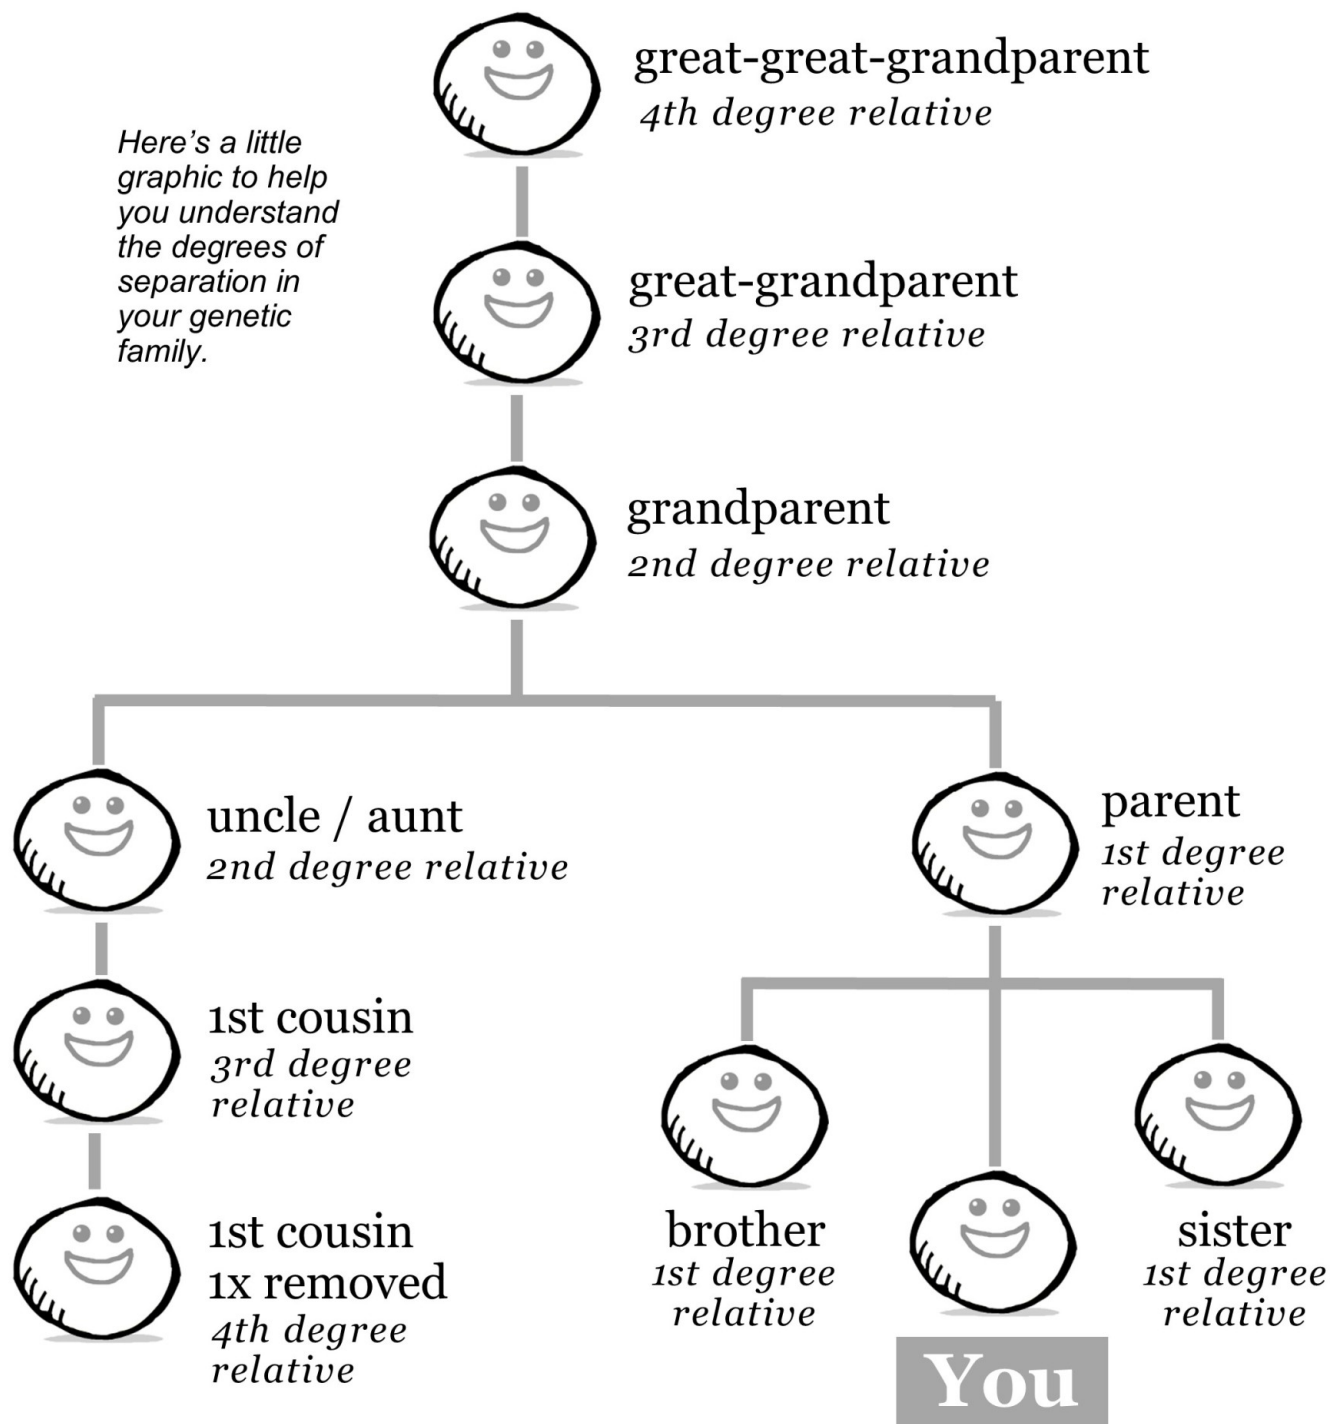 great-great-grandparent
4th degree relative
Here’s a little
graphic to help
you understand
the degrees of
separation in
your genetic
family.
great-grandparent
3rd degree relative
grandparent
2nd degree relative
uncle / aunt
2nd degree relative
parent
1st degree
relative
1st cousin
3rd degree
relative
1st cousin
1x removed
4th degree
relative
brother
1st degree
relative
sister
1st degree
relative
You